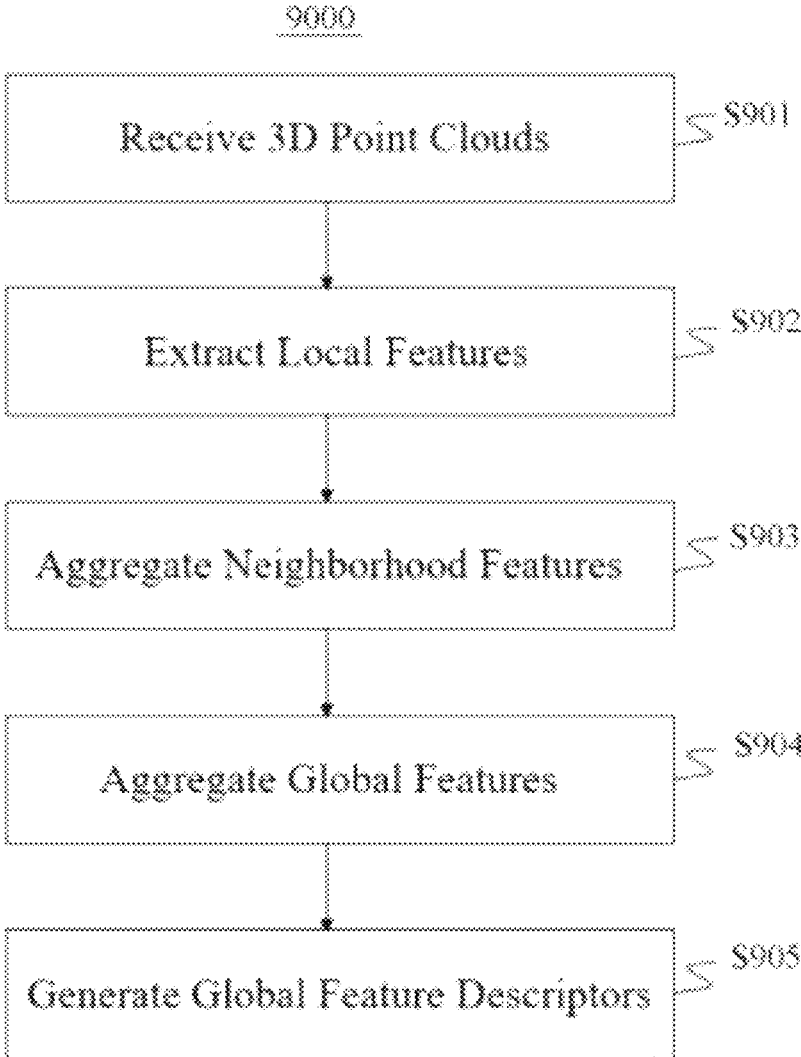 9000
Receive 3D Point Clouds
S901
Extract Local Features
S902
Aggregate Neighborhood Features
S903
Aggregate Global Features
S904
Generate Global Feature Descriptors
S905